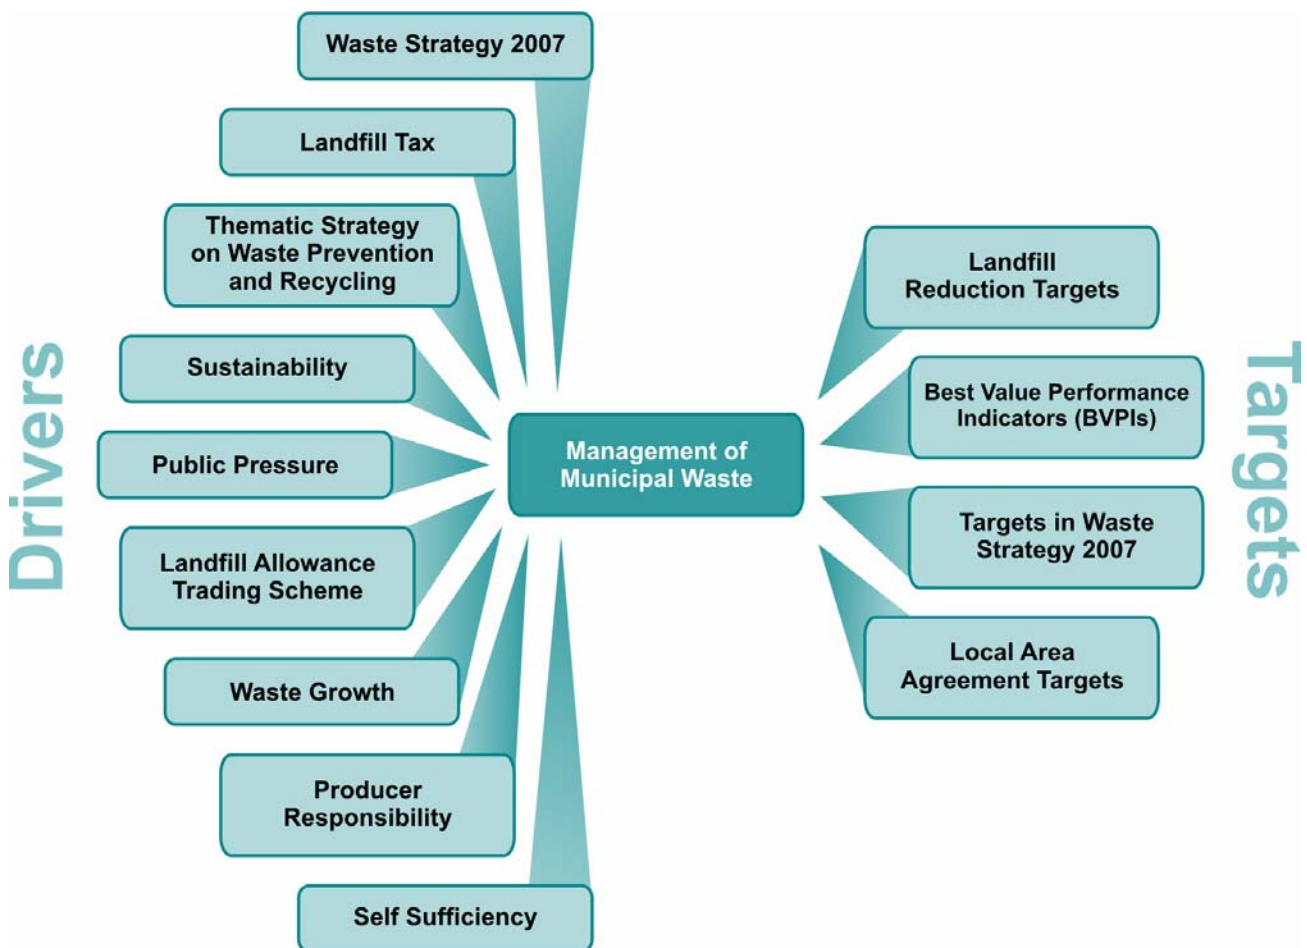 Drivers
Waste Strategy 2007
Landfill Tax
Thematic Strategy
on Waste Prevention
and Recycling
Sustainability
Public Pressure
Landfill Allowance
Trading Scheme
Waste Growth
Producer
Responsibility
Self Sufficiency
Management of
Municipal Waste
Landfill
Reduction Targets
Best Value Performance
Indicators (BVPIs)
Targets in Waste
Strategy 2007
Local Area
Agreement Targets
Targets